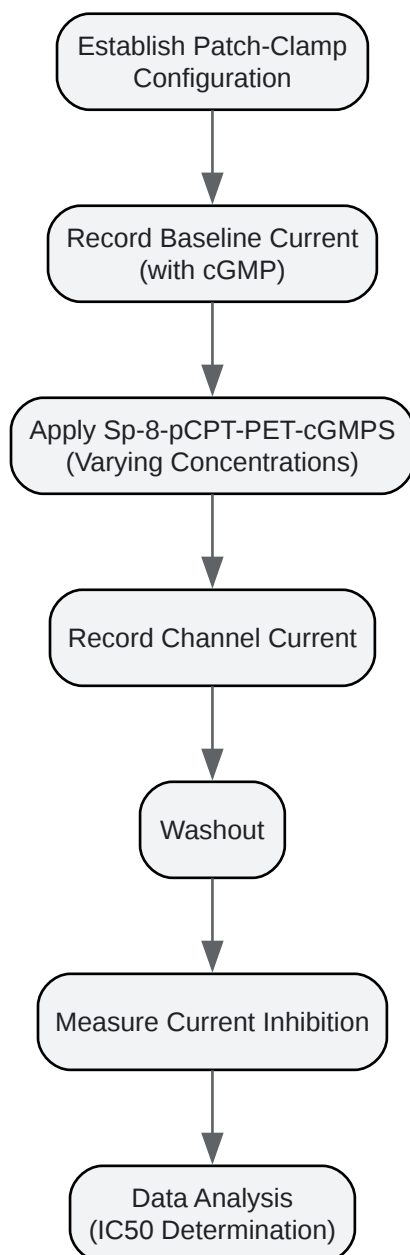 Establish Patch-Clamp
Configuration
Record Baseline Current
(with cGMP)
Apply Sp-8-pCPT-PET-cGMPS
(Varying Concentrations)
Record Channel Current
Washout
Measure Current Inhibition
Data Analysis
(IC50 Determination)